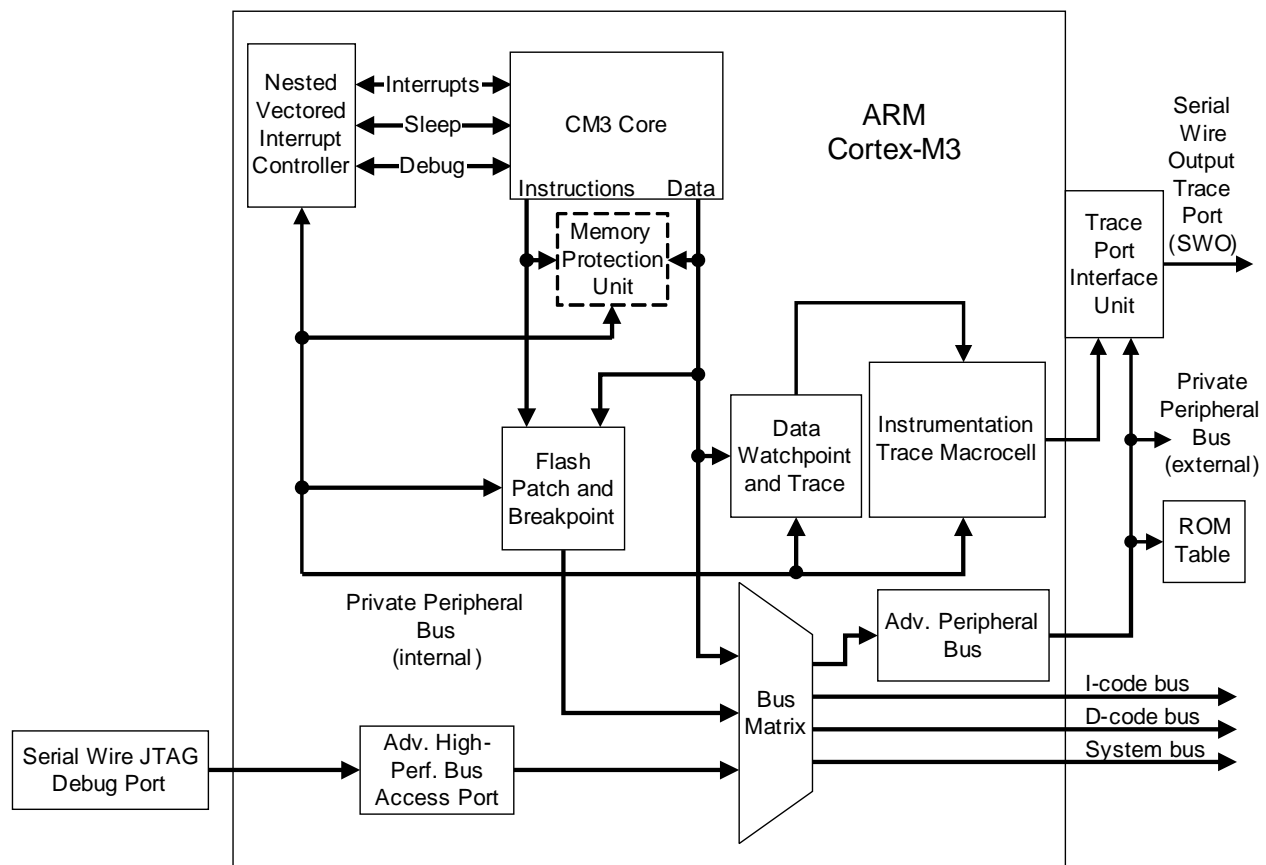 Nested
Vectored
Interrupt
Controller
Interrupts
Sleep
Debug
CM3 Core
Instructions Data
ARM
Cortex-M3
Serial
Wire
Output
Trace
Port
(SWO)
Memory
Protection
Unit
Trace
Port
Interface
Unit
Flash
Patch and
Breakpoint
Data
Watchpoint
and Trace
Instrumentation
Trace Macrocell
Private
Peripheral
Bus
(external)
ROM
Table
Private Peripheral
Bus
(internal)
Adv. Peripheral
Bus
Bus
Matrix
I-code bus
D-code bus
System bus
Serial Wire JTAG
Debug Port
Adv. High-
Perf. Bus
Access Port